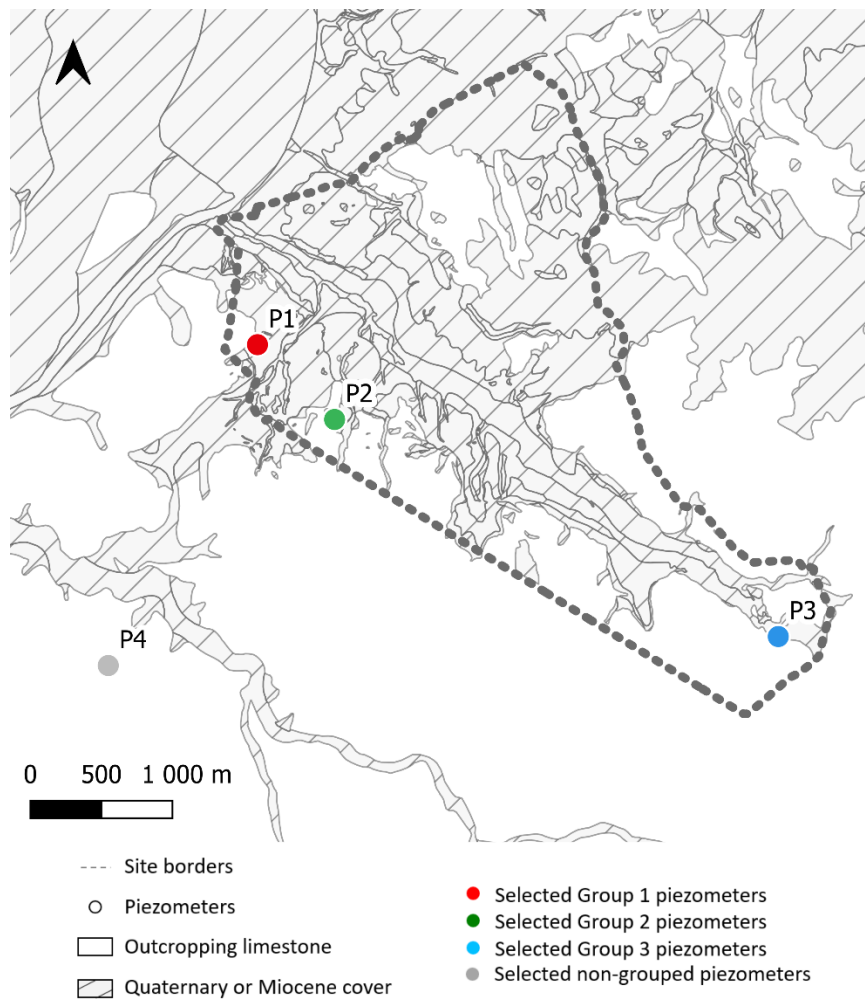 P1
P2
P3
P4
0 500 1 000 m
Site borders
Piezometers
Outcropping limestone
Quaternary or Miocene cover
Selected Group 1 piezometers
Selected Group 2 piezometers
Selected Group 3 piezometers
Selected non-grouped piezometers